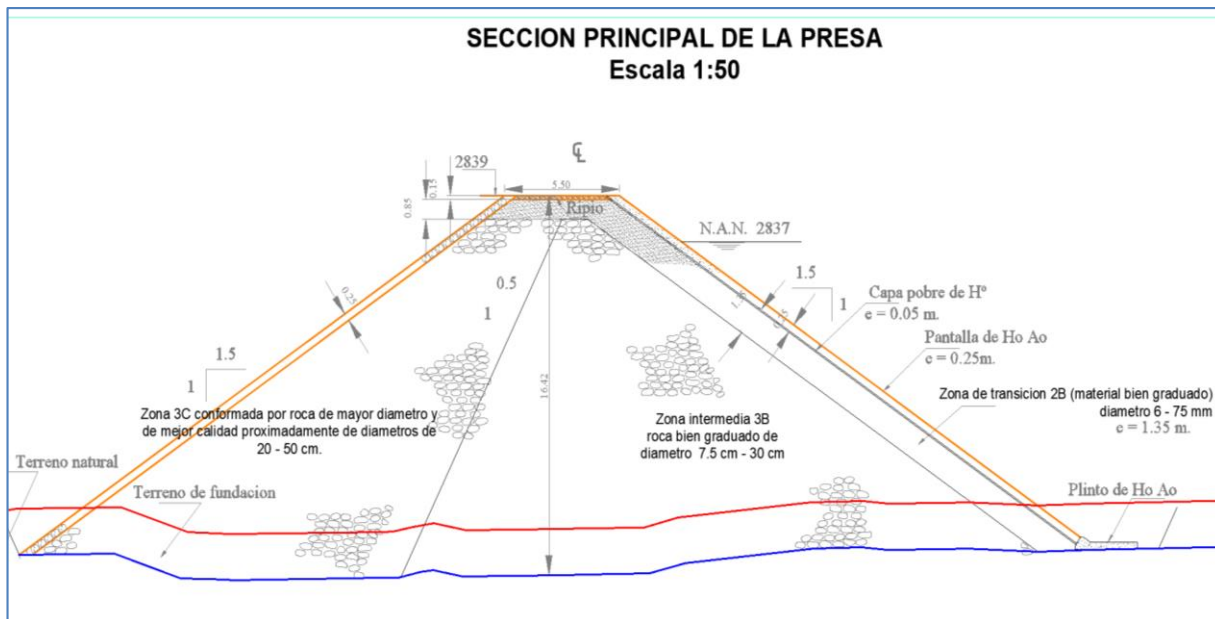 SECCION PRINCIPAL DE LA PRESA
Escala 1:50
℄
2839
5.50
0.15
0.85
Ripio
N.A.N. 2837
0.5
1
1.5
1
Capa pobre de Hº
e = 0.05 m.
0.25
Pantalla de Ho Ao
e = 0.25m.
1.5
1
16.42
Zona de transicion 2B (material bien graduado)
diametro 6 - 75 mm
e = 1.35 m.
Zona 3C conformada por roca de mayor diametro y
de mejor calidad proximadamente de diametros de
20 - 50 cm.
Zona intermedia 3B
roca bien graduado de
diametro 7.5 cm - 30 cm
Terreno natural
Terreno de fundacion
Plinto de Ho Ao